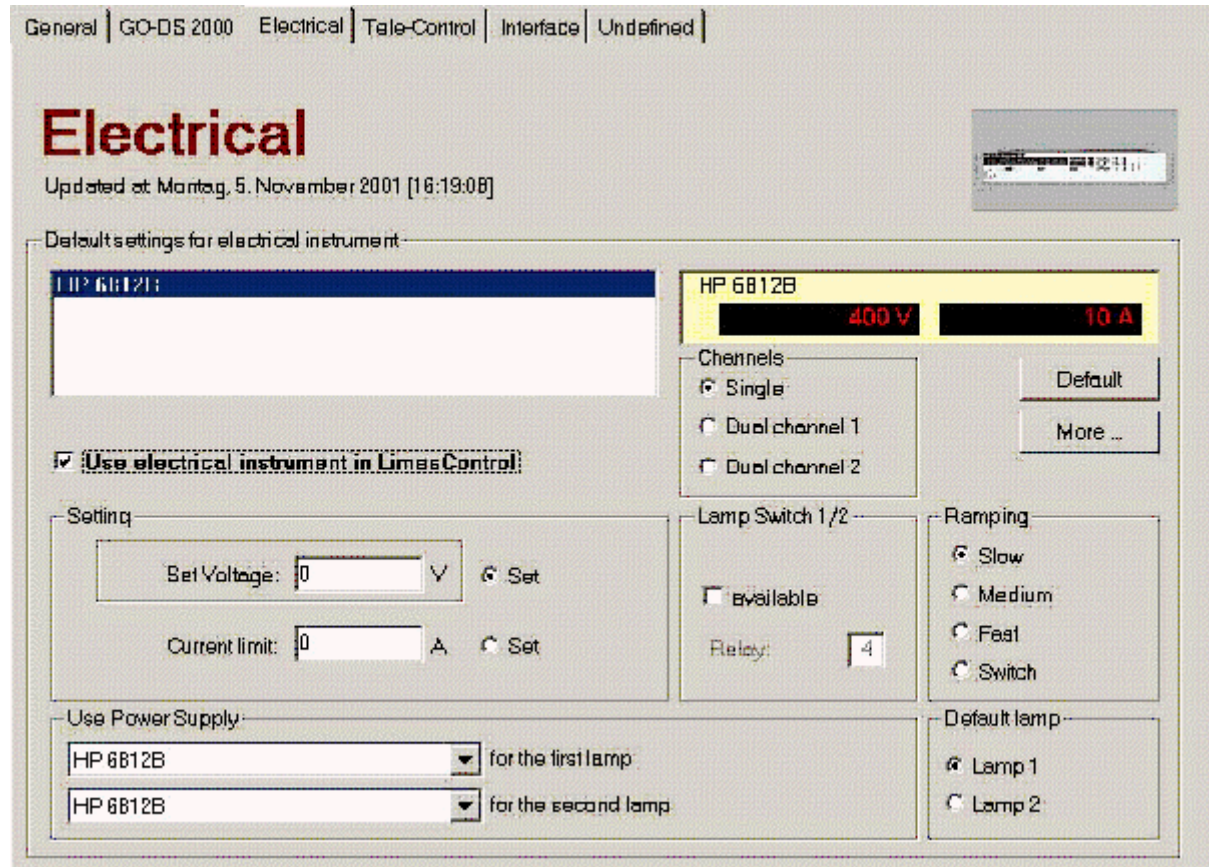 General GO-DS 2000 Electrical Tele-Control Interface Undefined
Electrical
Updated at Montag, 5. November 2001 [16:19:08]
Default settings for electrical instrument
HP 6812B
HP 6812B
400 V 10 A
Channels
Single
Dual channel 1
Dual channel 2
Default
More ...
Use electrical instrument in LimesControl
Setting
Set Voltage: 0 V Set
Current limit: 0 A Set
Lamp Switch 1/2
available
Relay: 4
Ramping
Slow
Medium
Fast
Switch
Use Power Supply
HP 6812B for the first lamp
HP 6812B for the second lamp
Default lamp
Lamp 1
Lamp 2